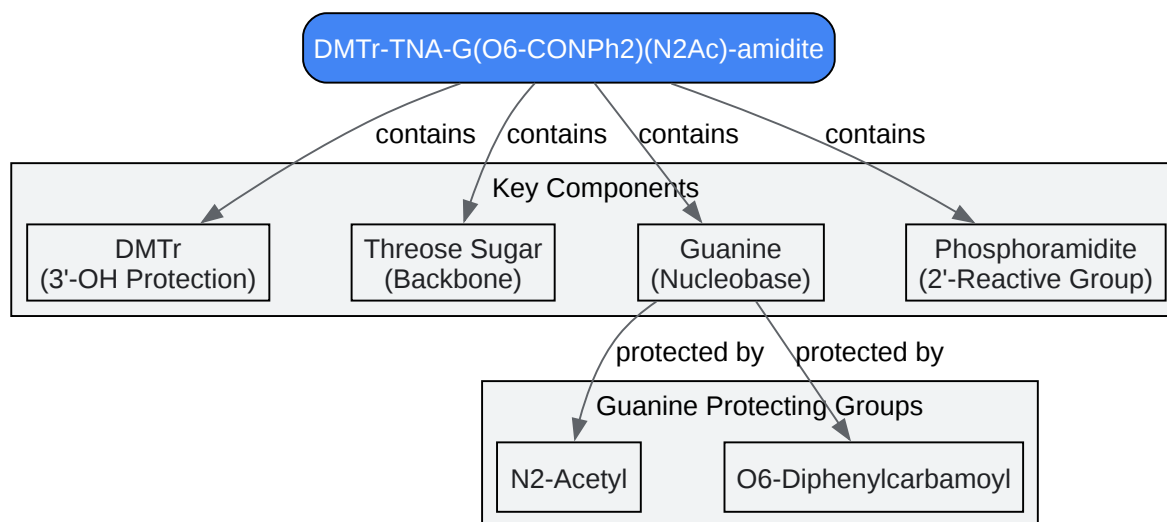 DMTr-TNA-G(O6-CONPh2)(N2Ac)-amidite
contains
contains
contains
contains
Key Components
DMTr
(3'-OH Protection)
Threose Sugar
(Backbone)
Guanine
(Nucleobase)
Phosphoramidite
(2'-Reactive Group)
protected by
protected by
Guanine Protecting Groups
N2-Acetyl
O6-Diphenylcarbamoyl